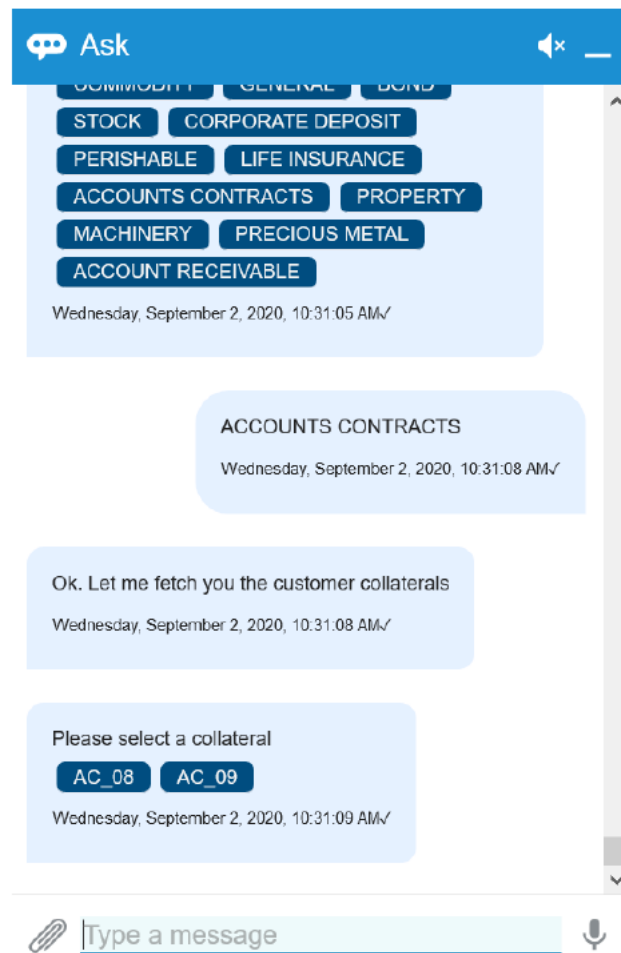 Ask
COMMODITY GENERAL BOND
STOCK CORPORATE DEPOSIT
PERISHABLE LIFE INSURANCE
ACCOUNTS CONTRACTS PROPERTY
MACHINERY PRECIOUS METAL
ACCOUNT RECEIVABLE
Wednesday, September 2, 2020, 10:31:05 AM✓
ACCOUNTS CONTRACTS
Wednesday, September 2, 2020, 10:31:08 AM✓
Ok. Let me fetch you the customer collaterals
Wednesday, September 2, 2020, 10:31:08 AM✓
Please select a collateral
AC_08 AC_09
Wednesday, September 2, 2020, 10:31:09 AM✓
Type a message